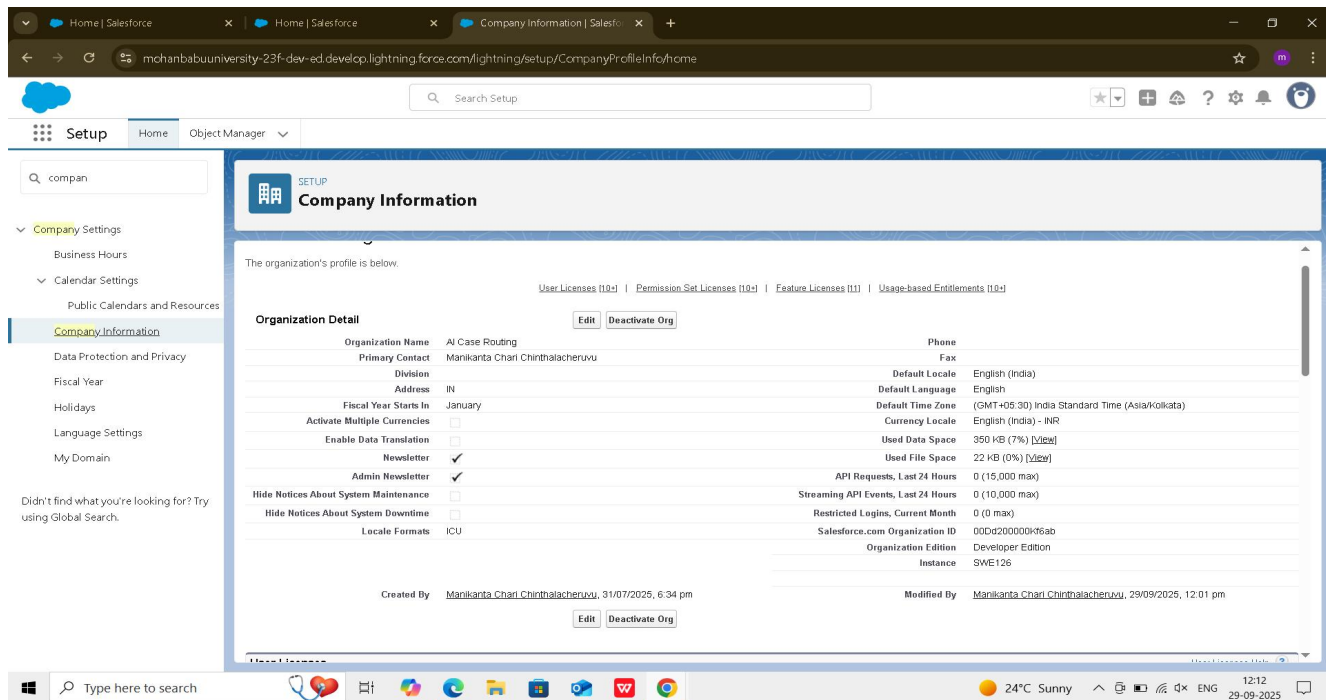 Home | Salesforce
Home | Salesforce
Company Information | Salesfo
mohanbabuuniversity-23f-dev-ed.develop.lightning.force.com/lightning/setup/CompanyProfileInfo/home
m
Search Setup
Setup
Home
Object Manager
compan
Company Settings
Business Hours
Calendar Settings
Public Calendars and Resources
Company Information
Data Protection and Privacy
Fiscal Year
Holidays
Language Settings
My Domain
Didn't find what you're looking for? Try
using Global Search.
SETUP
Company Information
The organization's profile is below.
User Licenses [10+] | Permission Set Licenses [10+] | Feature Licenses [11] | Usage-based Entitlements [10+]
Organization Detail Edit Deactivate Org
Organization Name AI Case Routing Phone
Primary Contact Manikanta Chari Chinthalacheruvu Fax
Division Default Locale English (India)
Address IN Default Language English
Fiscal Year Starts In January Default Time Zone (GMT+05:30) India Standard Time (Asia/Kolkata)
Activate Multiple Currencies Currency Locale English (India) - INR
Enable Data Translation Used Data Space 350 KB (7%) [View]
Newsletter ✓ Used File Space 22 KB (0%) [View]
Admin Newsletter ✓ API Requests, Last 24 Hours 0 (15,000 max)
Hide Notices About System Maintenance Streaming API Events, Last 24 Hours 0 (10,000 max)
Hide Notices About System Downtime Restricted Logins, Current Month 0 (0 max)
Locale Formats ICU Salesforce.com Organization ID 00Dd200000Kf6ab
Organization Edition Developer Edition
Instance SWE126
Created By Manikanta Chari Chinthalacheruvu, 31/07/2025, 6:34 pm Modified By Manikanta Chari Chinthalacheruvu, 29/09/2025, 12:01 pm
Edit Deactivate Org
User Licenses User Licenses Help ?
Type here to search
24°C Sunny
ENG
12:12
29-09-2025